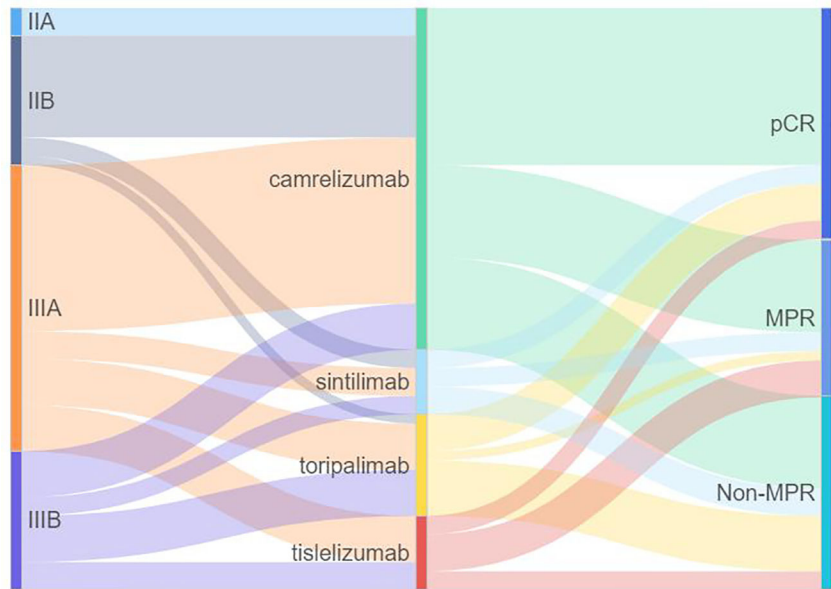 IIA
IIB
IIIA
IIIB
camrelizumab
sintilimab
toripalimab
tislelizumab
pCR
MPR
Non-MPR